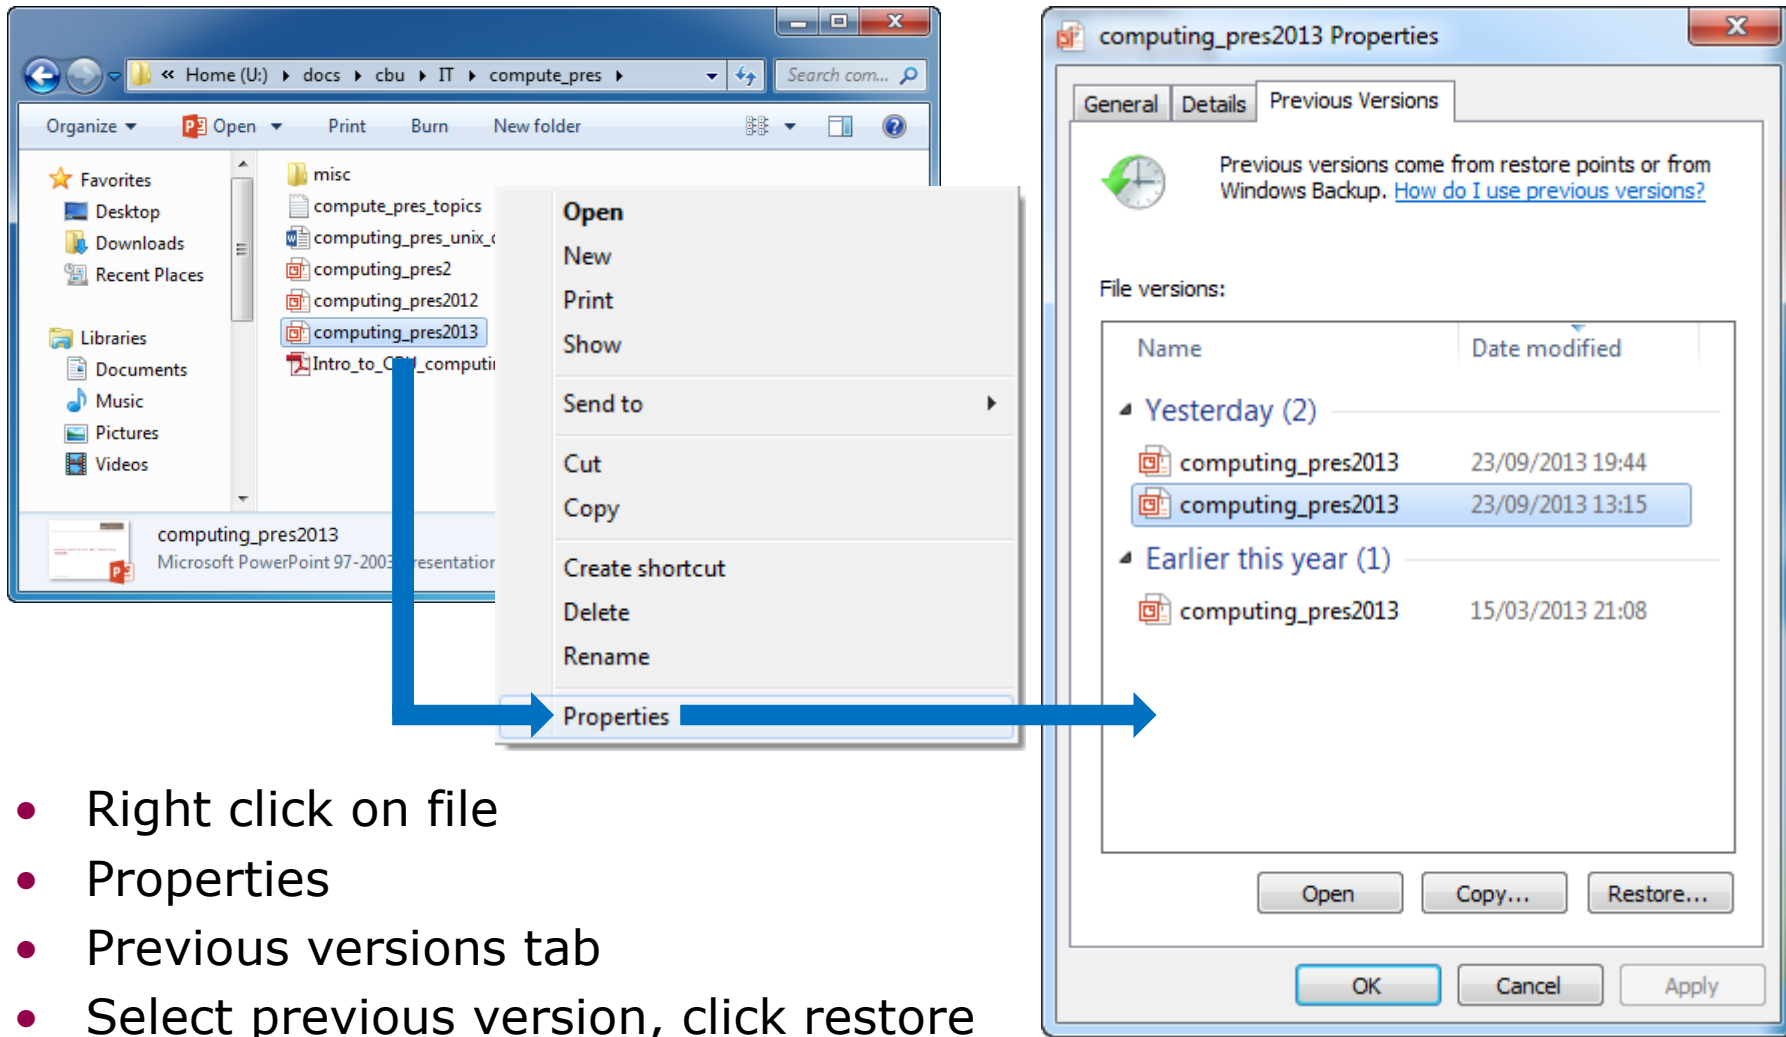 « Home (U:) ▸ docs ▸ cbu ▸ IT ▸ compute_pres ▸
Search com...
Organize Open Print Burn New folder
Favorites
Desktop
Downloads
Recent Places
Libraries
Documents
Music
Pictures
Videos
misc
compute_pres_topics
computing_pres_unix_
computing_pres2
computing_pres2012
computing_pres2013
Intro_to_ _computi
computing_pres2013
Microsoft PowerPoint 97-2003 resentation
Open
New
Print
Show
Send to
Cut
Copy
Create shortcut
Delete
Rename
Properties
computing_pres2013 Properties
General Details Previous Versions
Previous versions come from restore points or from
Windows Backup. How do I use previous versions?
File versions:
Name Date modified
Yesterday (2)
computing_pres2013 23/09/2013 19:44
computing_pres2013 23/09/2013 13:15
Earlier this year (1)
computing_pres2013 15/03/2013 21:08
Open Copy... Restore...
OK Cancel Apply
• Right click on file
• Properties
• Previous versions tab
• Select previous version, click restore